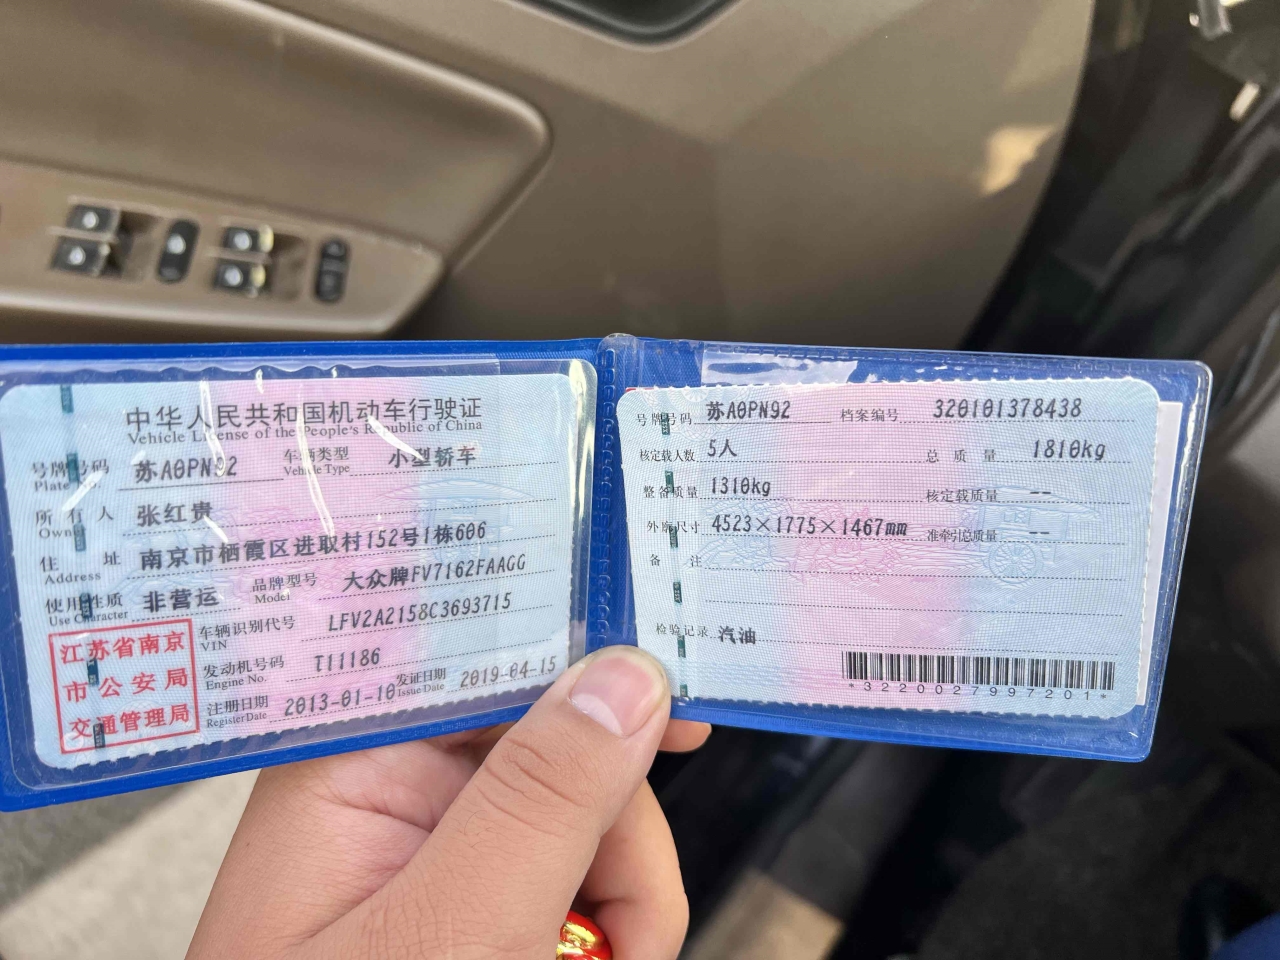 中华人民共和国机动车行驶证
Vehicle License of the People's Republic of China
号牌号码 苏A0PN92 车辆类型 小型轿车
Plate No. Vehicle Type
所有人 张红贵
Owner
住址 南京市栖霞区进取村152号1栋606
Address
使用性质 非营运 品牌型号 大众牌FV7162FAAGG
Use Character Model
车辆识别代号 LFV2A2158C3693715
VIN
发动机号码 T11186
Engine No.
注册日期 2013-01-10 发证日期 2019-04-15
Register Date Issue Date
江苏省南京
市公安局
交通管理局
号牌号码 苏A0PN92 档案编号 320101378438
核定载人数 5人 总质量 1810kg
整备质量 1310kg 核定载质量 --
外廓尺寸 4523×1775×1467mm 准牵引总质量 --
备注
检验记录 汽油
*3220027997201*